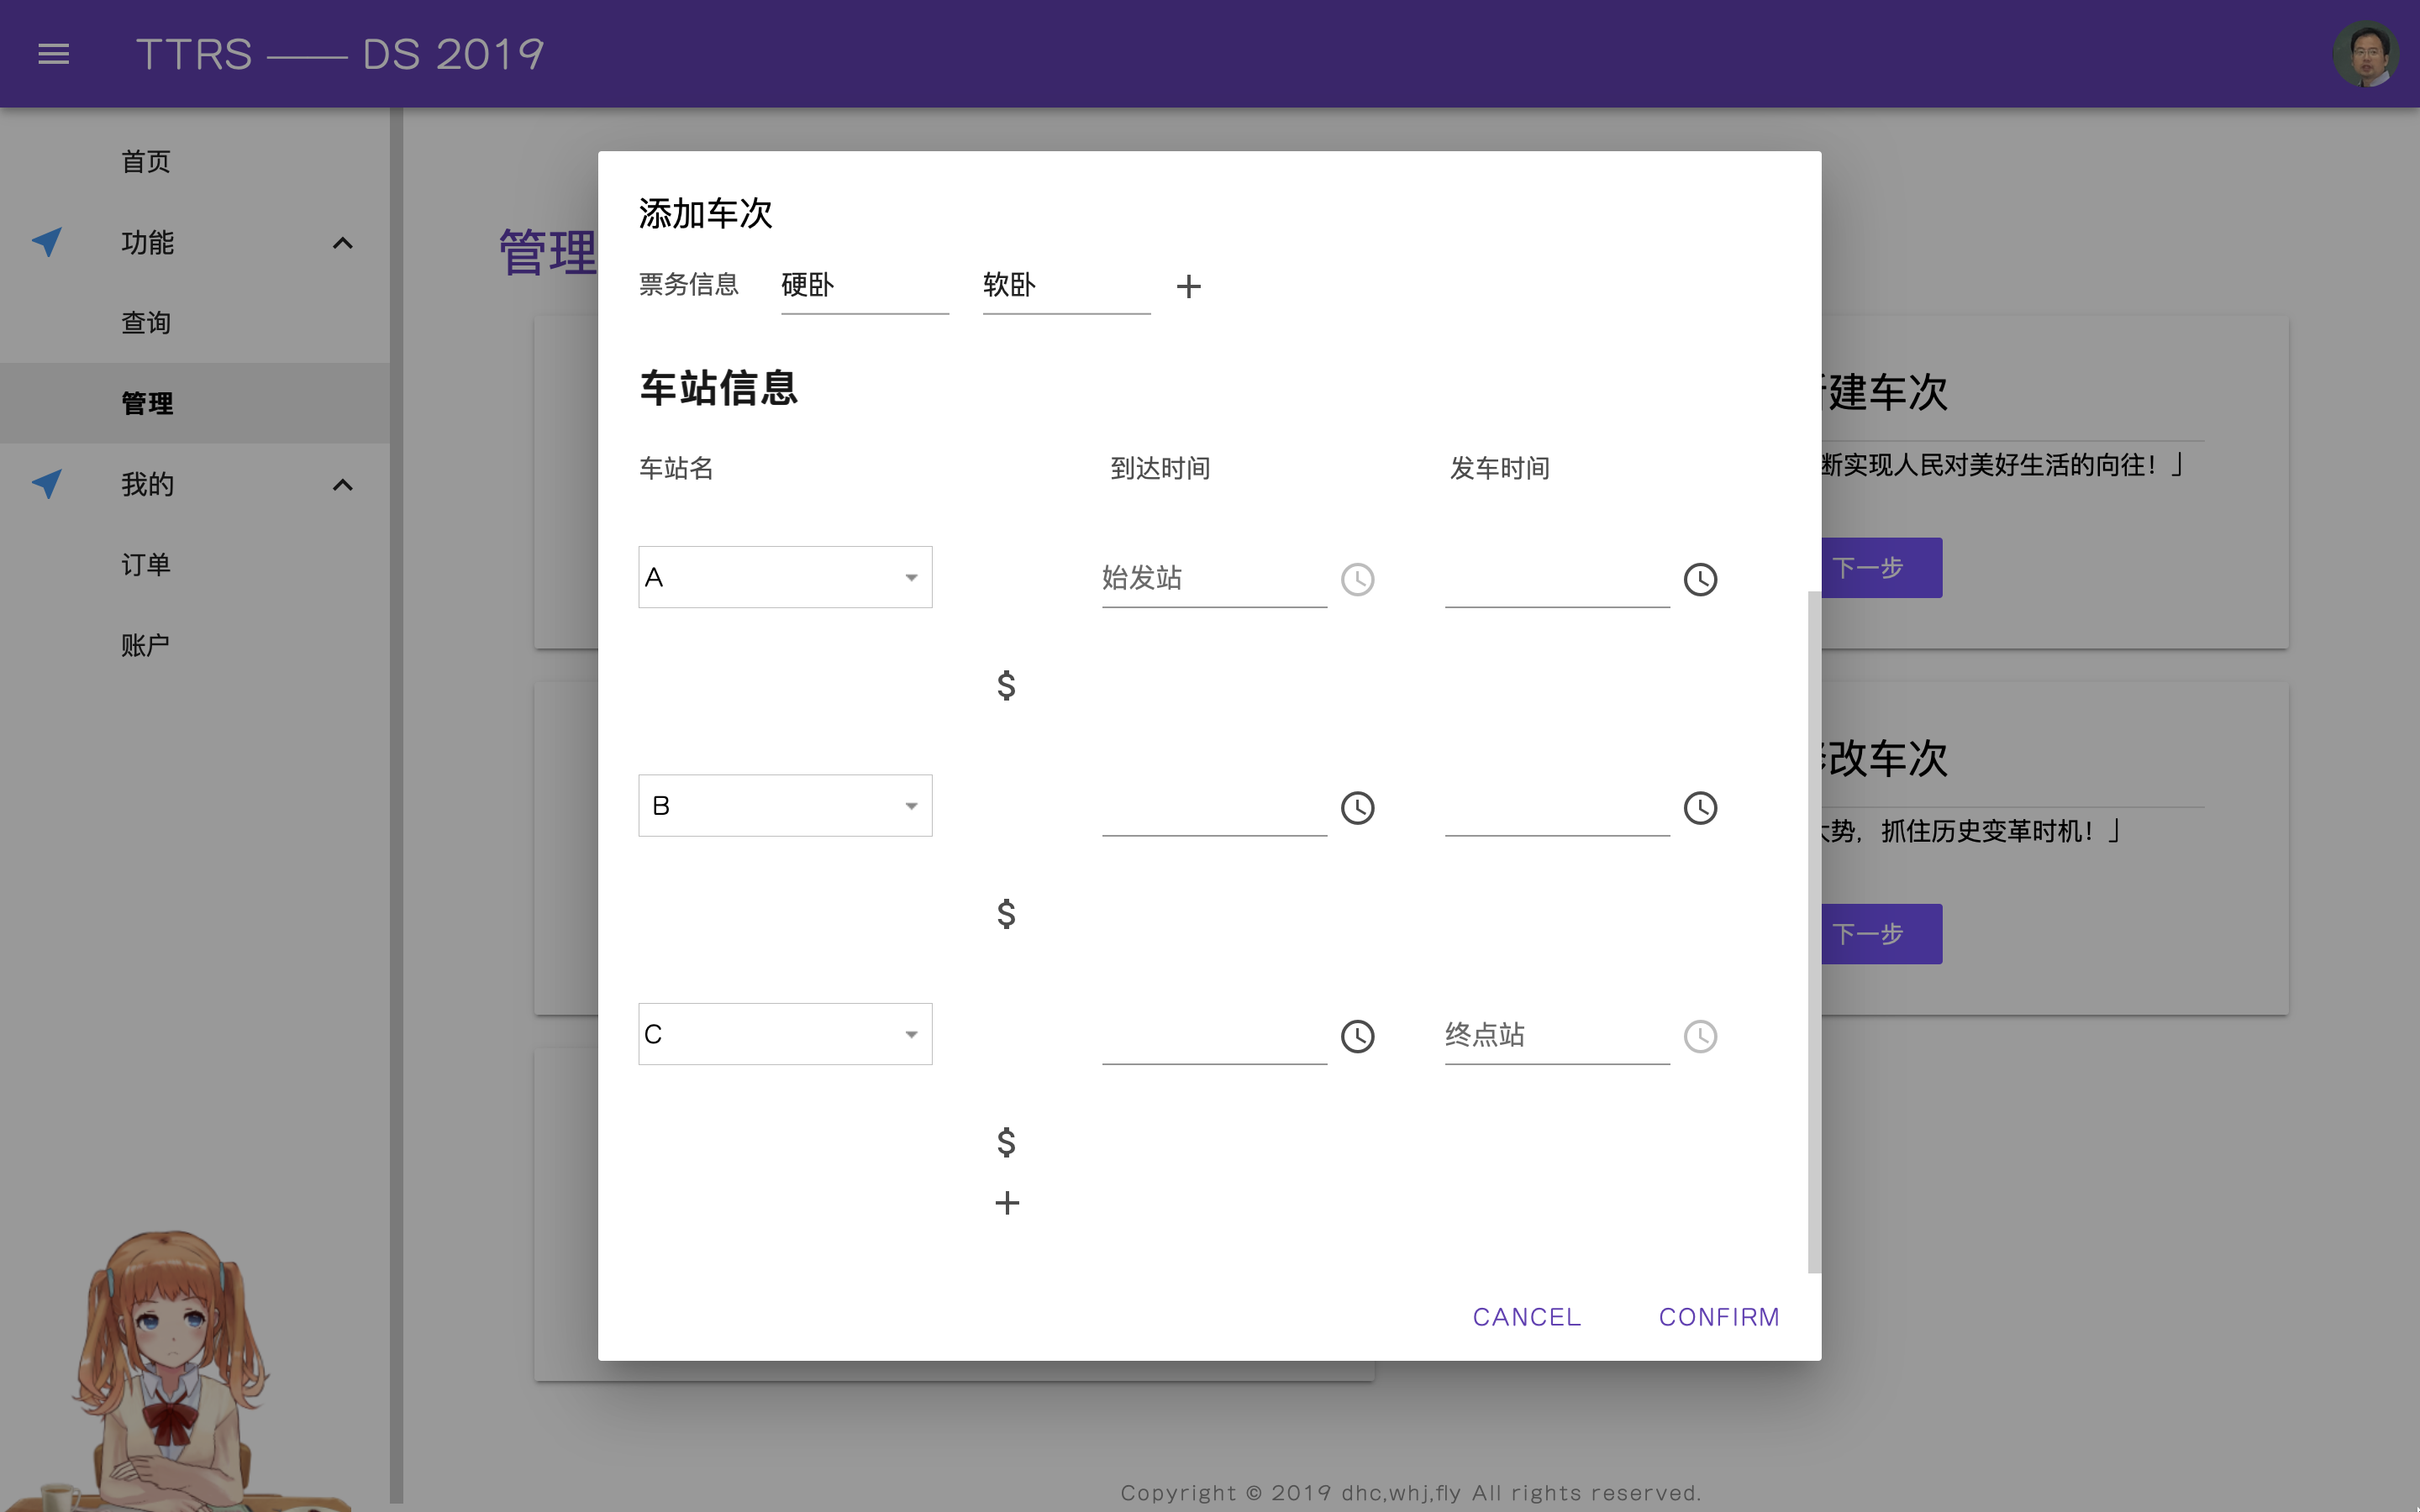 TTRS —— DS 2019
首页
功能
查询
管理
我的
订单
账户
管理
添加车次
票务信息 硬卧 软卧 +
车站信息
车站名 到达时间 发车时间
A 始发站
$
B
$
C 终点站
$
+
CANCEL CONFIRM
建车次
断实现人民对美好生活的向往！」
下一步
改车次
势，抓住历史变革时机！」
下一步
Copyright © 2019 dhc,whj,fly All rights reserved.